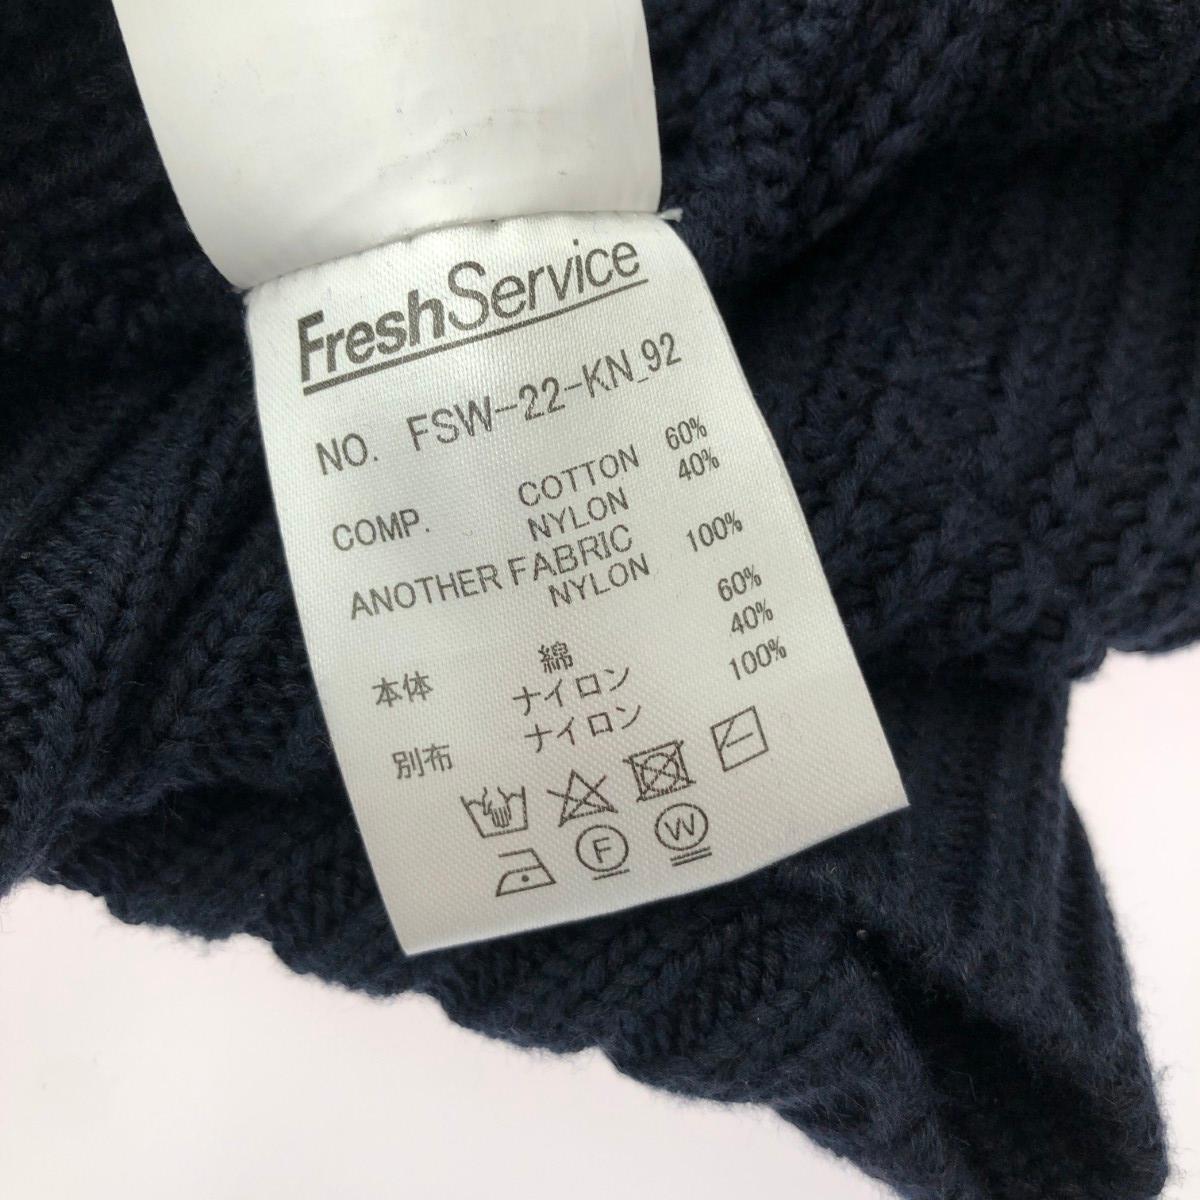 FreshService
NO. FSW-22-KN_92
COMP. COTTON 60%
NYLON 40%
ANOTHER FABRIC
NYLON 100%
本体 綿 60%
ナイロン 40%
別布 ナイロン 100%
F W